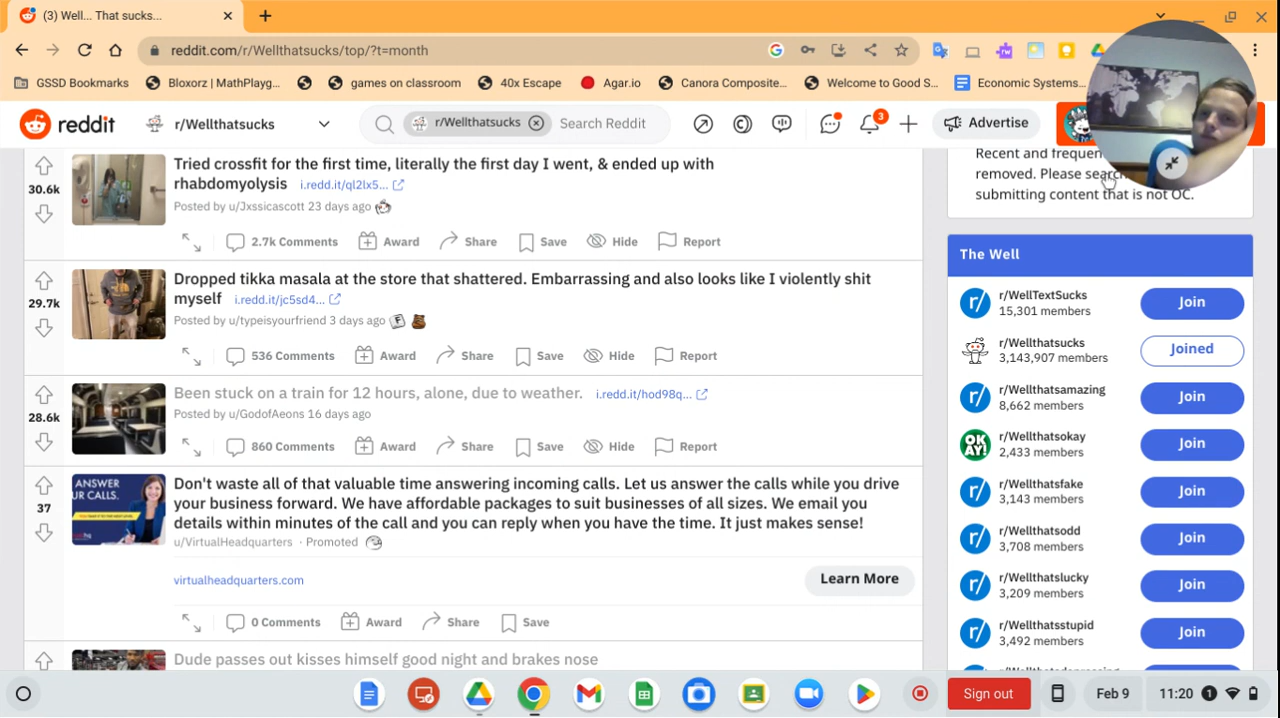 (3) Well... That sucks...
reddit.com/r/Wellthatsucks/top/?t=month
GSSD Bookmarks
Bloxorz | MathPlayg...
games on classroom
40x Escape
Agar.io
Canora Composite...
Welcome to Good S...
Economic Systems...
reddit
r/Wellthatsucks
r/Wellthatsucks
Search Reddit
3
Advertise
30.6k
Tried crossfit for the first time, literally the first day I went, & ended up with
rhabdomyolysis i.redd.it/ql2lx5...
Posted by u/Jxssicascott 23 days ago
2.7k Comments Award Share Save Hide Report
29.7k
Dropped tikka masala at the store that shattered. Embarrassing and also looks like I violently shit
myself i.redd.it/jc5sd4...
Posted by u/typeisyourfriend 3 days ago
536 Comments Award Share Save Hide Report
28.6k
Been stuck on a train for 12 hours, alone, due to weather. i.redd.it/hod98q...
Posted by u/GodofAeons 16 days ago
860 Comments Award Share Save Hide Report
37
ANSWER
UR CALLS.
Don't waste all of that valuable time answering incoming calls. Let us answer the calls while you drive
your business forward. We have affordable packages to suit businesses of all sizes. We email you
details within minutes of the call and you can reply when you have the time. It just makes sense!
u/VirtualHeadquarters · Promoted
virtualheadquarters.com
Learn More
0 Comments Award Share Save
Dude passes out kisses himself good night and brakes nose
Recent and frequen
removed. Please search
submitting content that is not OC.
The Well
r/WellTextSucks
15,301 members
Join
r/Wellthatsucks
3,143,907 members
Joined
r/Wellthatsamazing
8,662 members
Join
OK
AY!
r/Wellthatsokay
2,433 members
Join
r/Wellthatsfake
3,143 members
Join
r/Wellthatsodd
3,708 members
Join
r/Wellthatslucky
3,209 members
Join
r/Wellthatsstupid
3,492 members
Join
Sign out
Feb 9
11:20
1